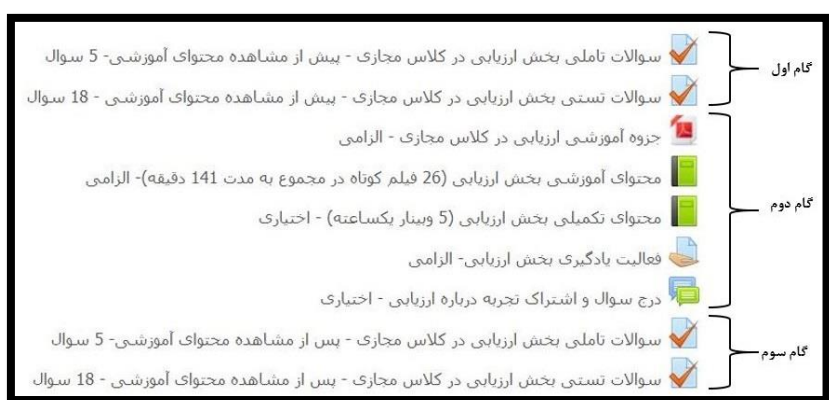 گام اول
سوالات تاملی بخش ارزیابی در کلاس مجازی - پیش از مشاهده محتوای آموزشی- 5 سوال
سوالات تستی بخش ارزیابی در کلاس مجازی - پیش از مشاهده محتوای آموزشی - 18 سوال
گام دوم
جزوه آموزشی ارزیابی در کلاس مجازی - الزامی
محتوای آموزشی بخش ارزیابی (26 فیلم کوتاه در مجموع به مدت 141 دقیقه)- الزامی
محتوای تکمیلی بخش ارزیابی (5 وبینار یکساعته) - اختیاری
فعالیت یادگیری بخش ارزیابی- الزامی
درج سوال و اشتراک تجربه درباره ارزیابی - اختیاری
گام سوم
سوالات تاملی بخش ارزیابی در کلاس مجازی - پس از مشاهده محتوای آموزشی- 5 سوال
سوالات تستی بخش ارزیابی در کلاس مجازی - پس از مشاهده محتوای آموزشی - 18 سوال